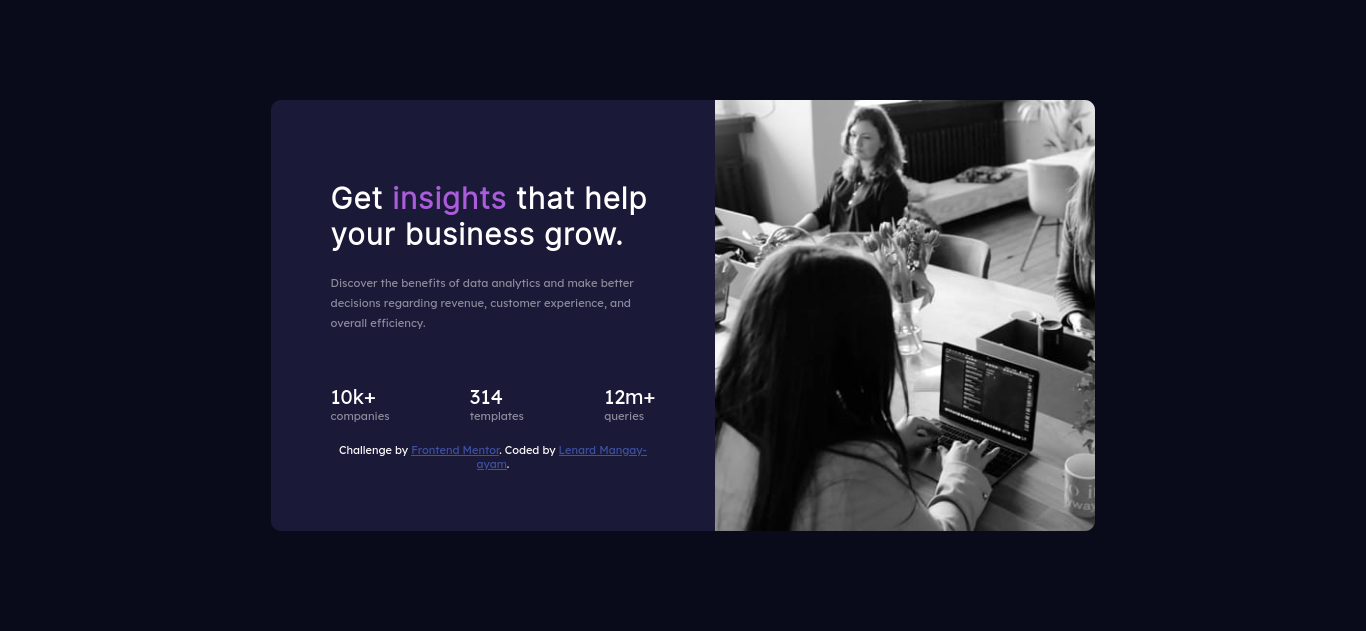 Get insights that help
your business grow.
Discover the benefits of data analytics and make better
decisions regarding revenue, customer experience, and
overall efficiency.
10k+ 314 12m+
companies templates queries
Challenge by Frontend Mentor. Coded by Lenard Mangay-
ayam.